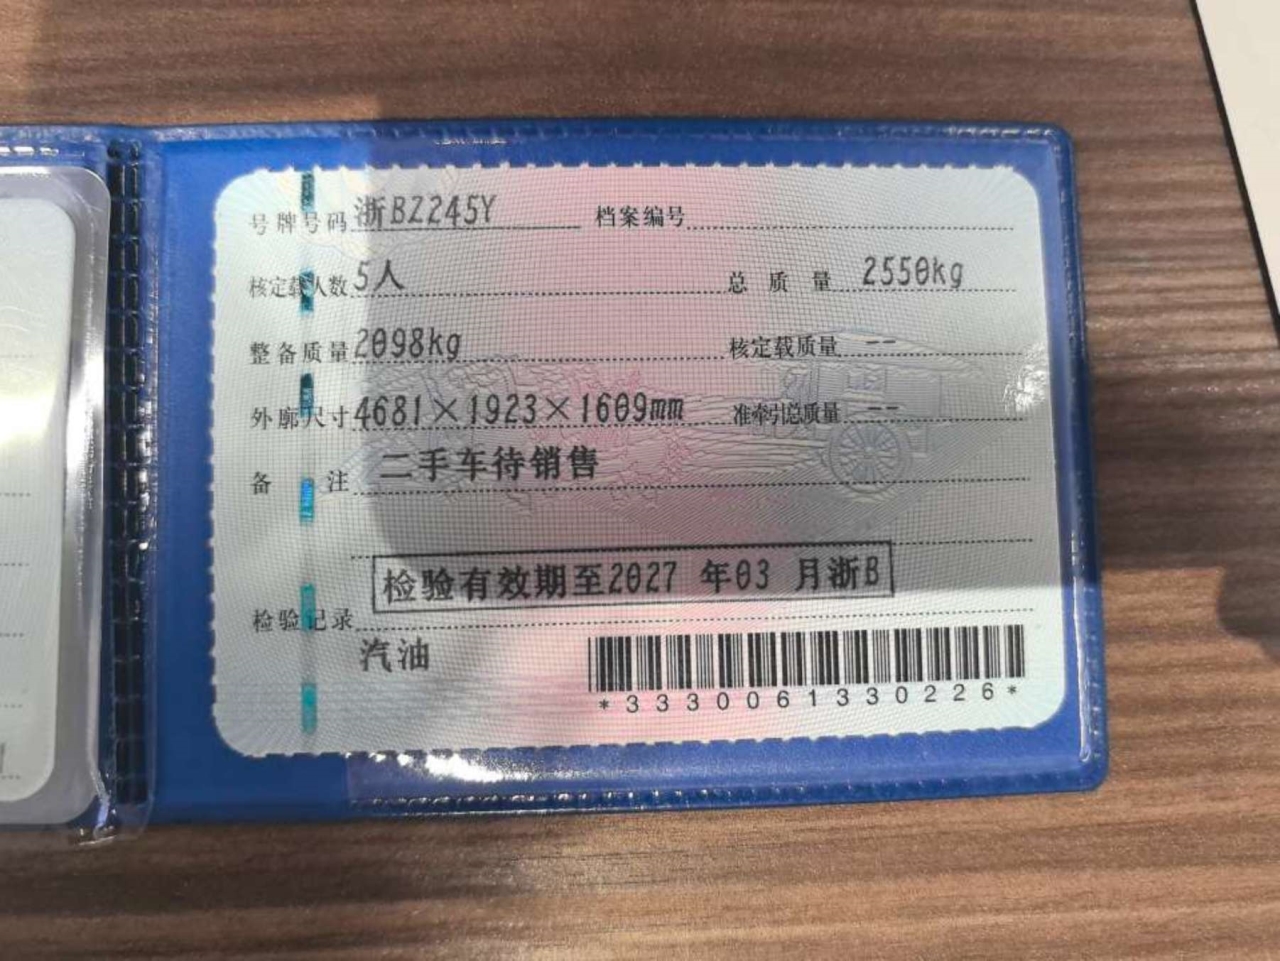 号牌号码 浙BZ245Y 档案编号
核定载人数 5人 总质量 2550kg
整备质量 2098kg 核定载质量 --
外廓尺寸 4681×1923×1609mm 准牵引总质量 --
备注 二手车待销售
检验有效期至2027 年03 月浙B
检验记录
汽油
*3330061330226*